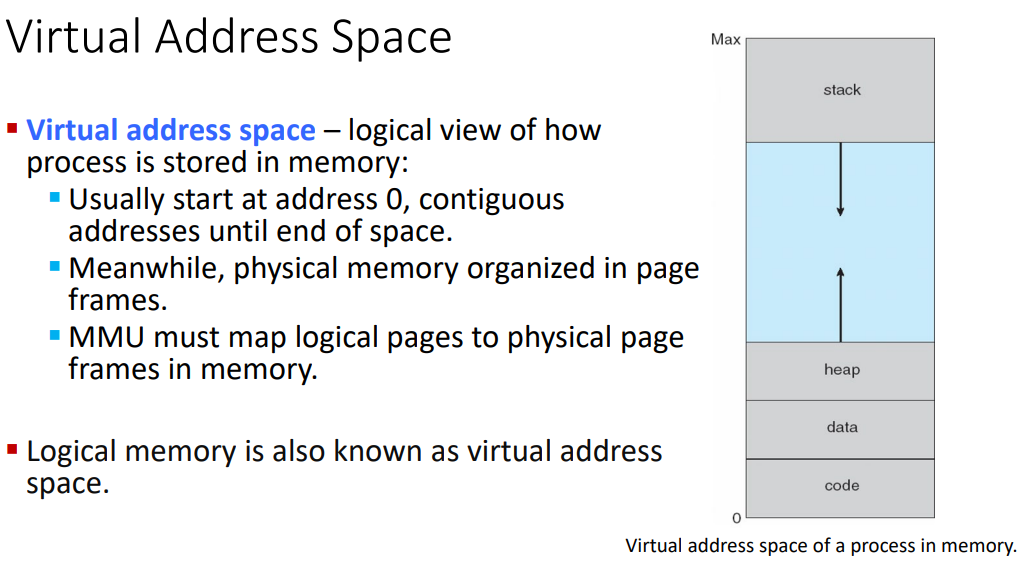 Virtual Address Space
Virtual address space – logical view of how
process is stored in memory:
Usually start at address 0, contiguous
addresses until end of space.
Meanwhile, physical memory organized in page
frames.
MMU must map logical pages to physical page
frames in memory.
Logical memory is also known as virtual address
space.
Max
stack
heap
data
code
0
Virtual address space of a process in memory.